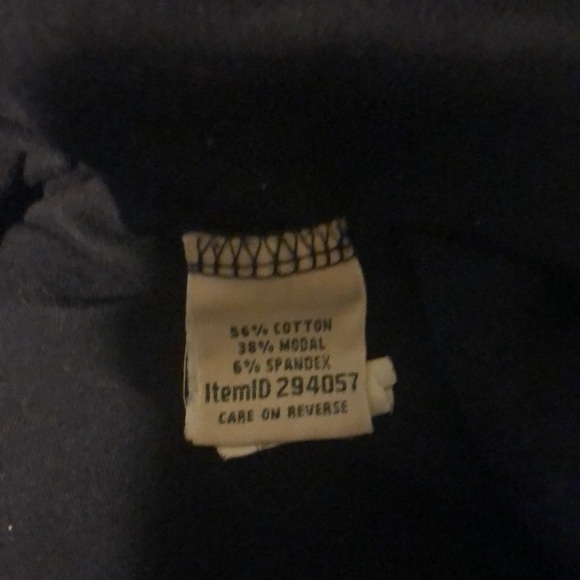 56% COTTON
38% MODAL
6% SPANDEX
ItemID 294057
CARE ON REVERSE